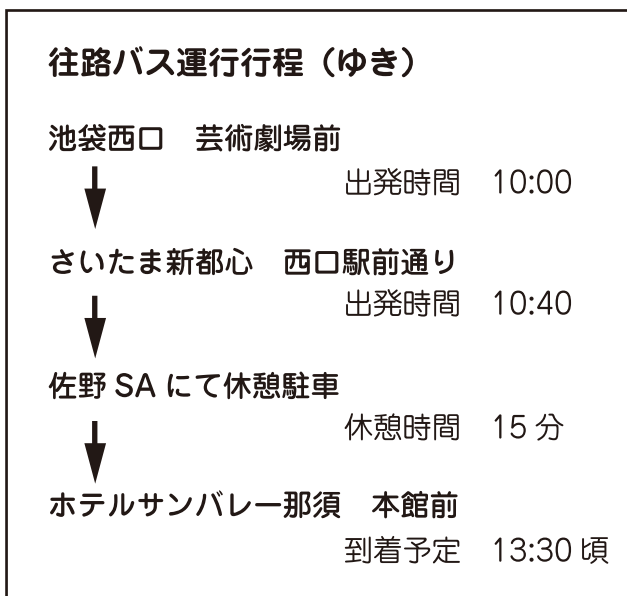 往路バス運行行程（ゆき）
池袋西口　芸術劇場前
出発時間　10:00
さいたま新都心　西口駅前通り
出発時間　10:40
佐野 SA にて休憩駐車
休憩時間　15 分
ホテルサンバレー那須　本館前
到着予定　13:30 頃